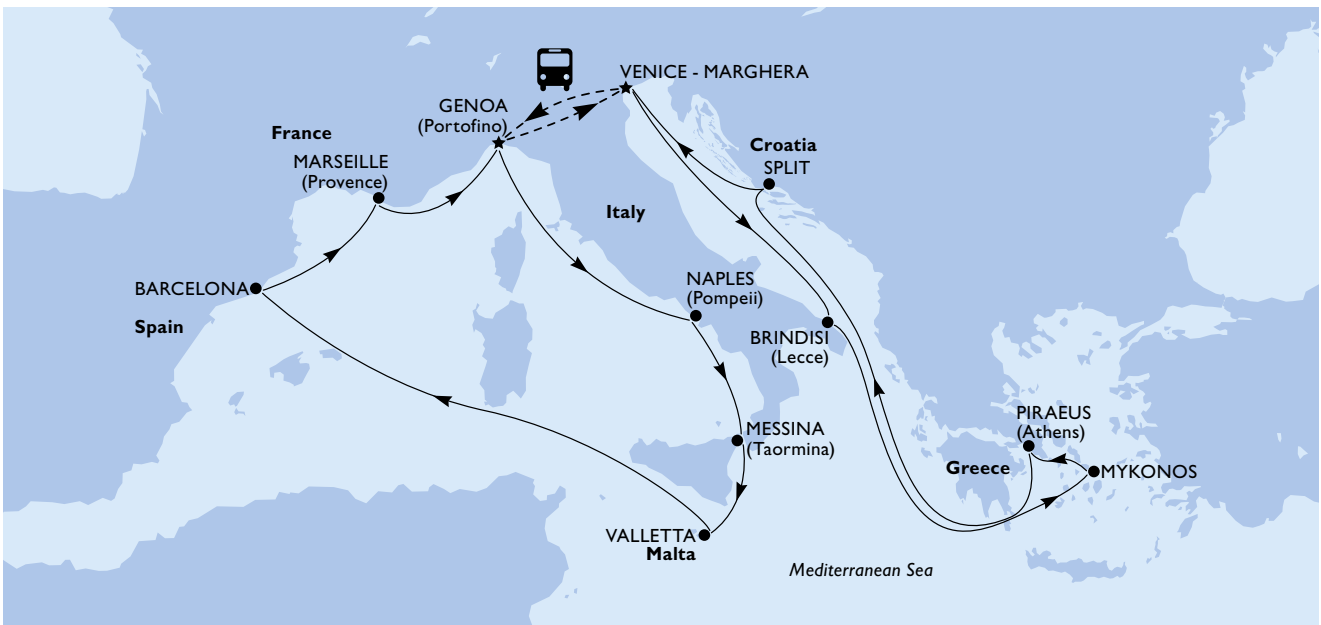 VENICE - MARGHERA
GENOA
(Portofino)
France
MARSEILLE
(Provence)
Croatia
SPLIT
Italy
BARCELONA
Spain
NAPLES
(Pompeii)
BRINDISI
(Lecce)
MESSINA
(Taormina)
PIRAEUS
(Athens)
Greece
MYKONOS
VALLETTA
Malta
Mediterranean Sea